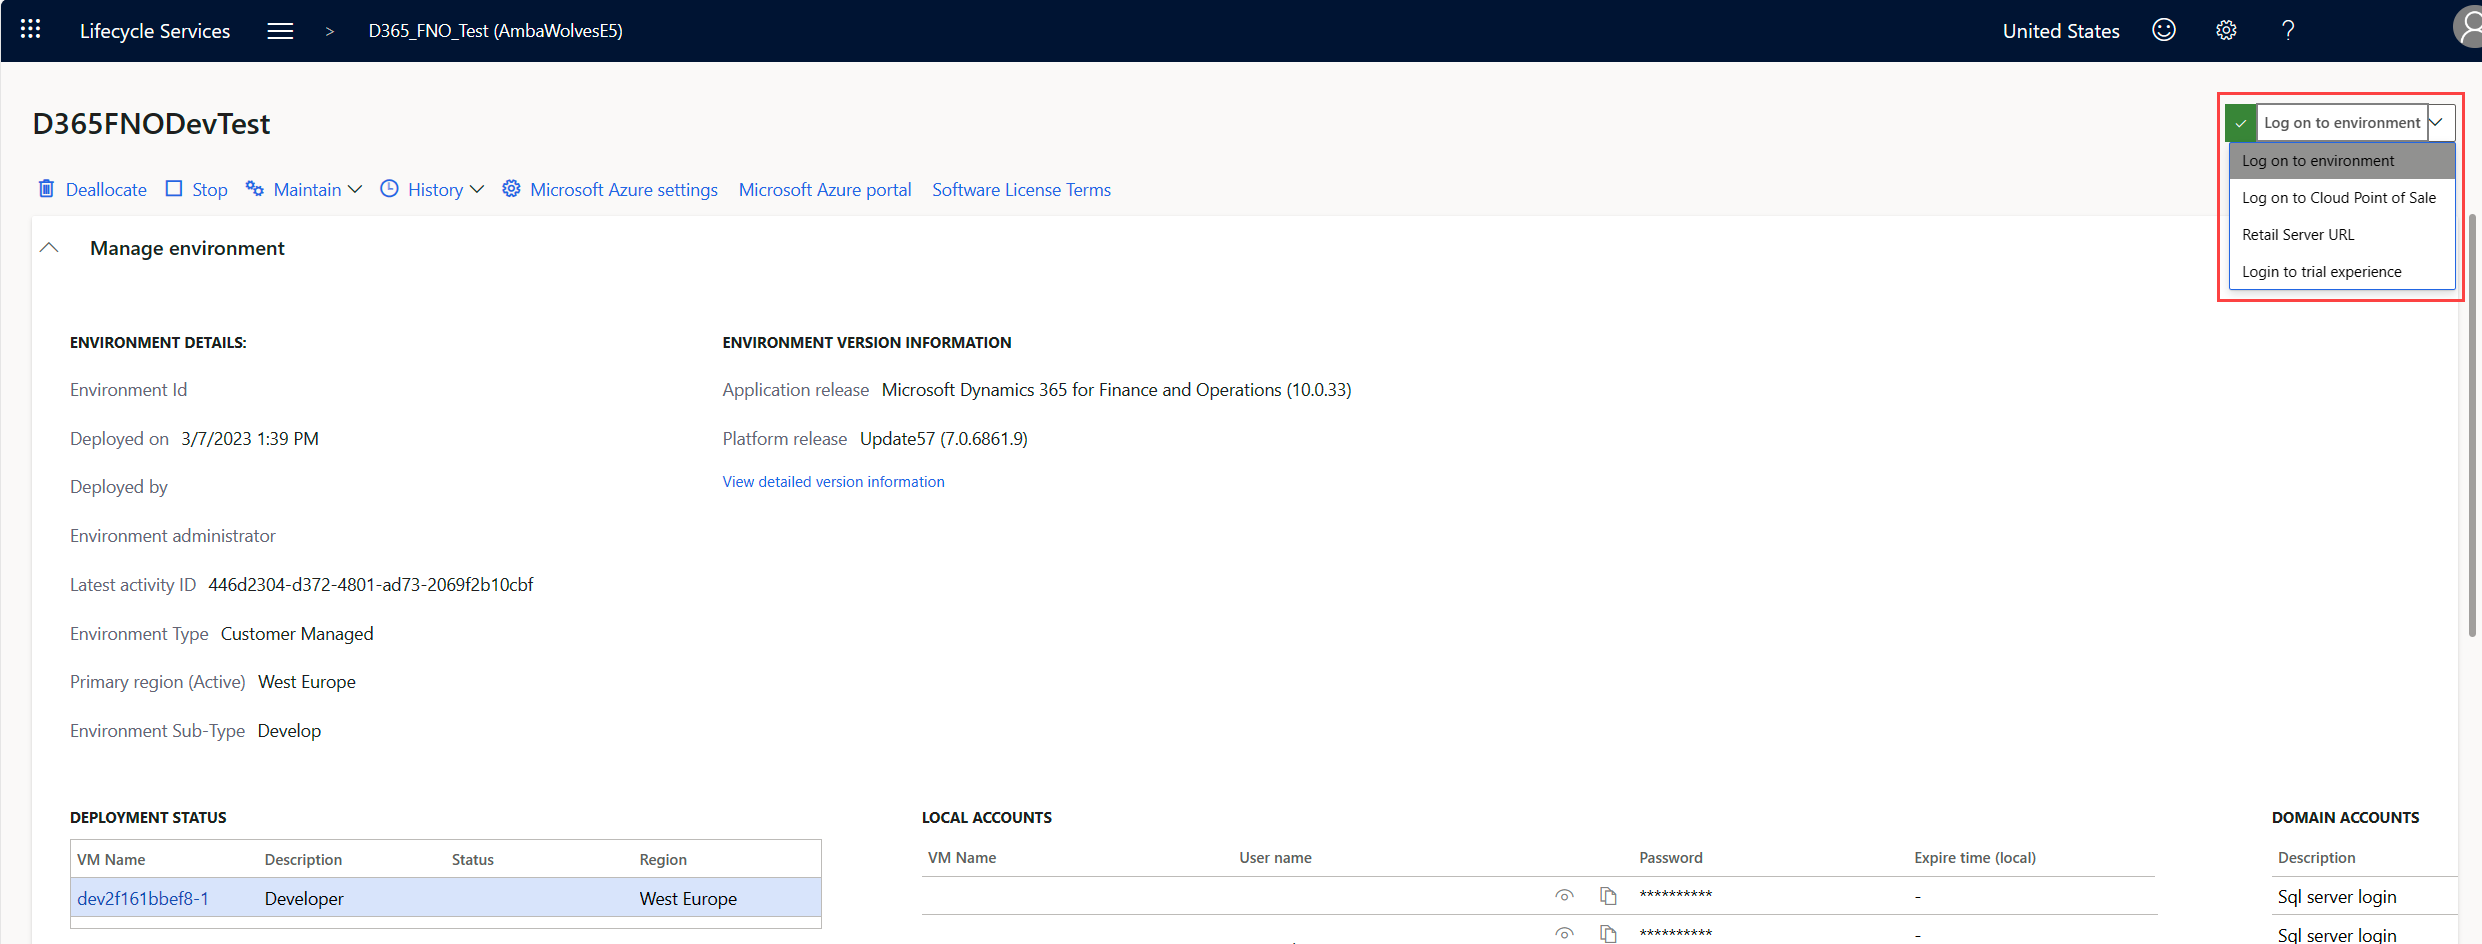 Lifecycle Services > D365_FNO_Test (AmbaWolvesE5) United States ?
D365FNODevTest
Log on to environment
Log on to environment
Log on to Cloud Point of Sale
Retail Server URL
Login to trial experience
Deallocate Stop Maintain History Microsoft Azure settings Microsoft Azure portal Software License Terms
Manage environment
ENVIRONMENT DETAILS:
Environment Id
Deployed on 3/7/2023 1:39 PM
Deployed by
Environment administrator
Latest activity ID 446d2304-d372-4801-ad73-2069f2b10cbf
Environment Type Customer Managed
Primary region (Active) West Europe
Environment Sub-Type Develop
ENVIRONMENT VERSION INFORMATION
Application release Microsoft Dynamics 365 for Finance and Operations (10.0.33)
Platform release Update57 (7.0.6861.9)
View detailed version information
DEPLOYMENT STATUS
VM Name Description Status Region
dev2f161bbef8-1 Developer West Europe
LOCAL ACCOUNTS
VM Name User name Password Expire time (local)
********** -
********** -
DOMAIN ACCOUNTS
Description
Sql server login
Sql server login